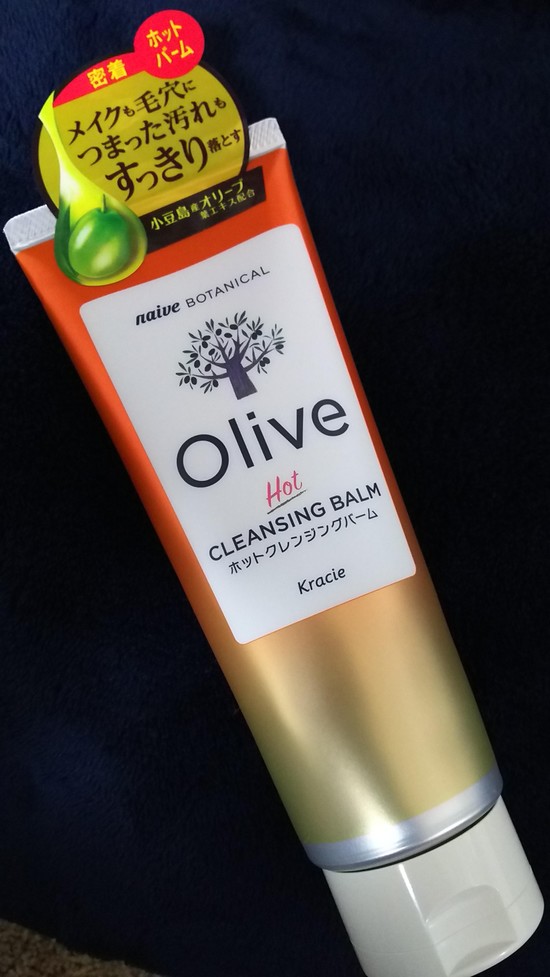 ホット
バーム
密着
メイクも毛穴に
つまった汚れも
すっきり落とす
小豆島産オリーブ
葉エキス配合
naive BOTANICAL
Olive
Hot
CLEANSING BALM
ホットクレンジングバーム
Kracie